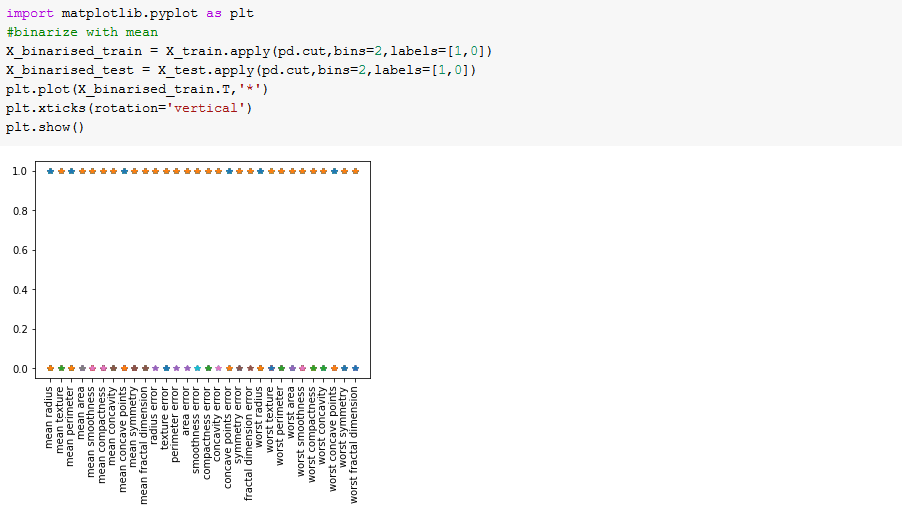 import matplotlib.pyplot as plt
#binarize with mean
X_binarised_train = X_train.apply(pd.cut,bins=2,labels=[1,0])
X_binarised_test = X_test.apply(pd.cut,bins=2,labels=[1,0])
plt.plot(X_binarised_train.T,'*')
plt.xticks(rotation='vertical')
plt.show()
1.0
0.8
0.6
0.4
0.2
0.0
mean radius
mean texture
mean perimeter
mean area
mean smoothness
mean compactness
mean concavity
mean concave points
mean symmetry
mean fractal dimension
radius error
texture error
perimeter error
area error
smoothness error
compactness error
concavity error
concave points error
symmetry error
fractal dimension error
worst radius
worst texture
worst perimeter
worst area
worst smoothness
worst compactness
worst concavity
worst concave points
worst symmetry
worst fractal dimension